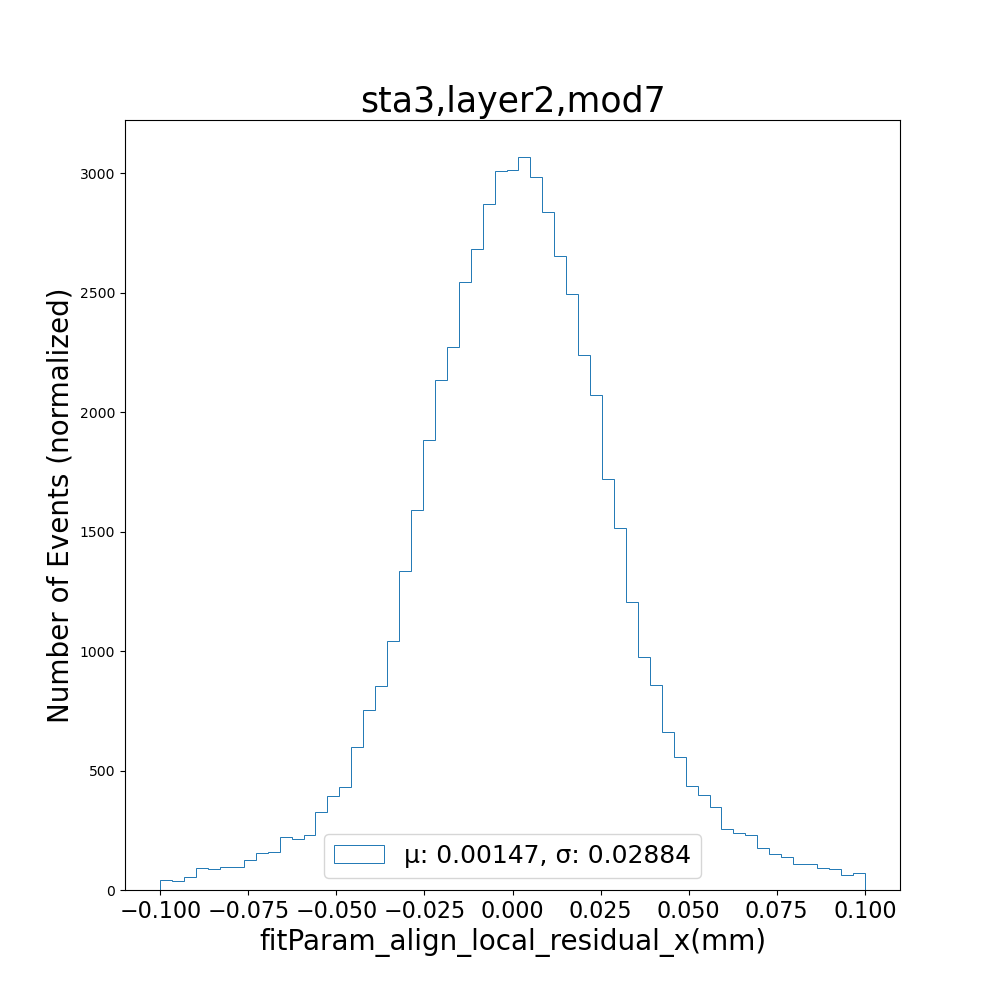 sta3,layer2,mod7
Number of Events (normalized)
3000
2500
2000
1500
1000
500
0
μ: 0.00147, σ: 0.02884
−0.100 −0.075 −0.050 −0.025 0.000 0.025 0.050 0.075 0.100
fitParam_align_local_residual_x(mm)